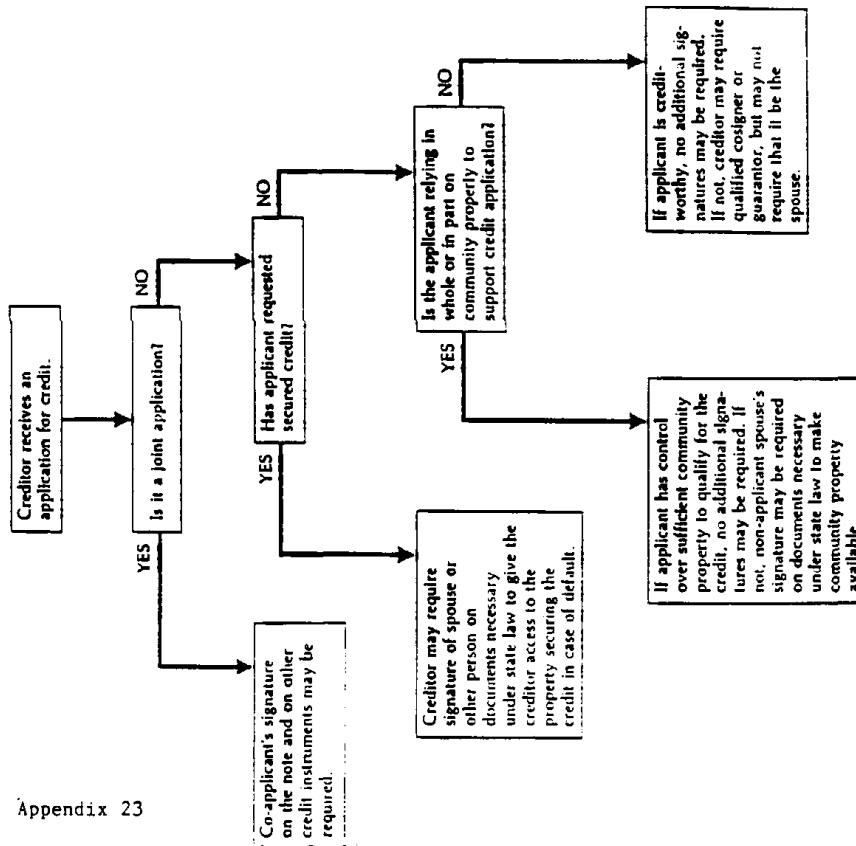 Creditor receives an
application for credit.
Is it a joint application?
YES
NO
Co-applicant's signature
on the note and on other
credit instruments may be
required.
Has applicant requested
secured credit?
YES
NO
Creditor may require
signature of spouse or
other person on
documents necessary
under state law to give the
creditor access to the
property securing the
credit in case of default.
Is the applicant relying in
whole or in part on
community property to
support credit application?
YES
NO
If applicant has control
over sufficient community
property to qualify for the
credit, no additional signa-
tures may be required. If
not, non-applicant spouse's
signature may be required
on documents necessary
under state law to make
community property
available
If applicant is credit-
worthy, no additional sig-
natures may be required.
If not, creditor may require
qualified cosigner or
guarantor, but may not
require that it be the
spouse.
Appendix 23